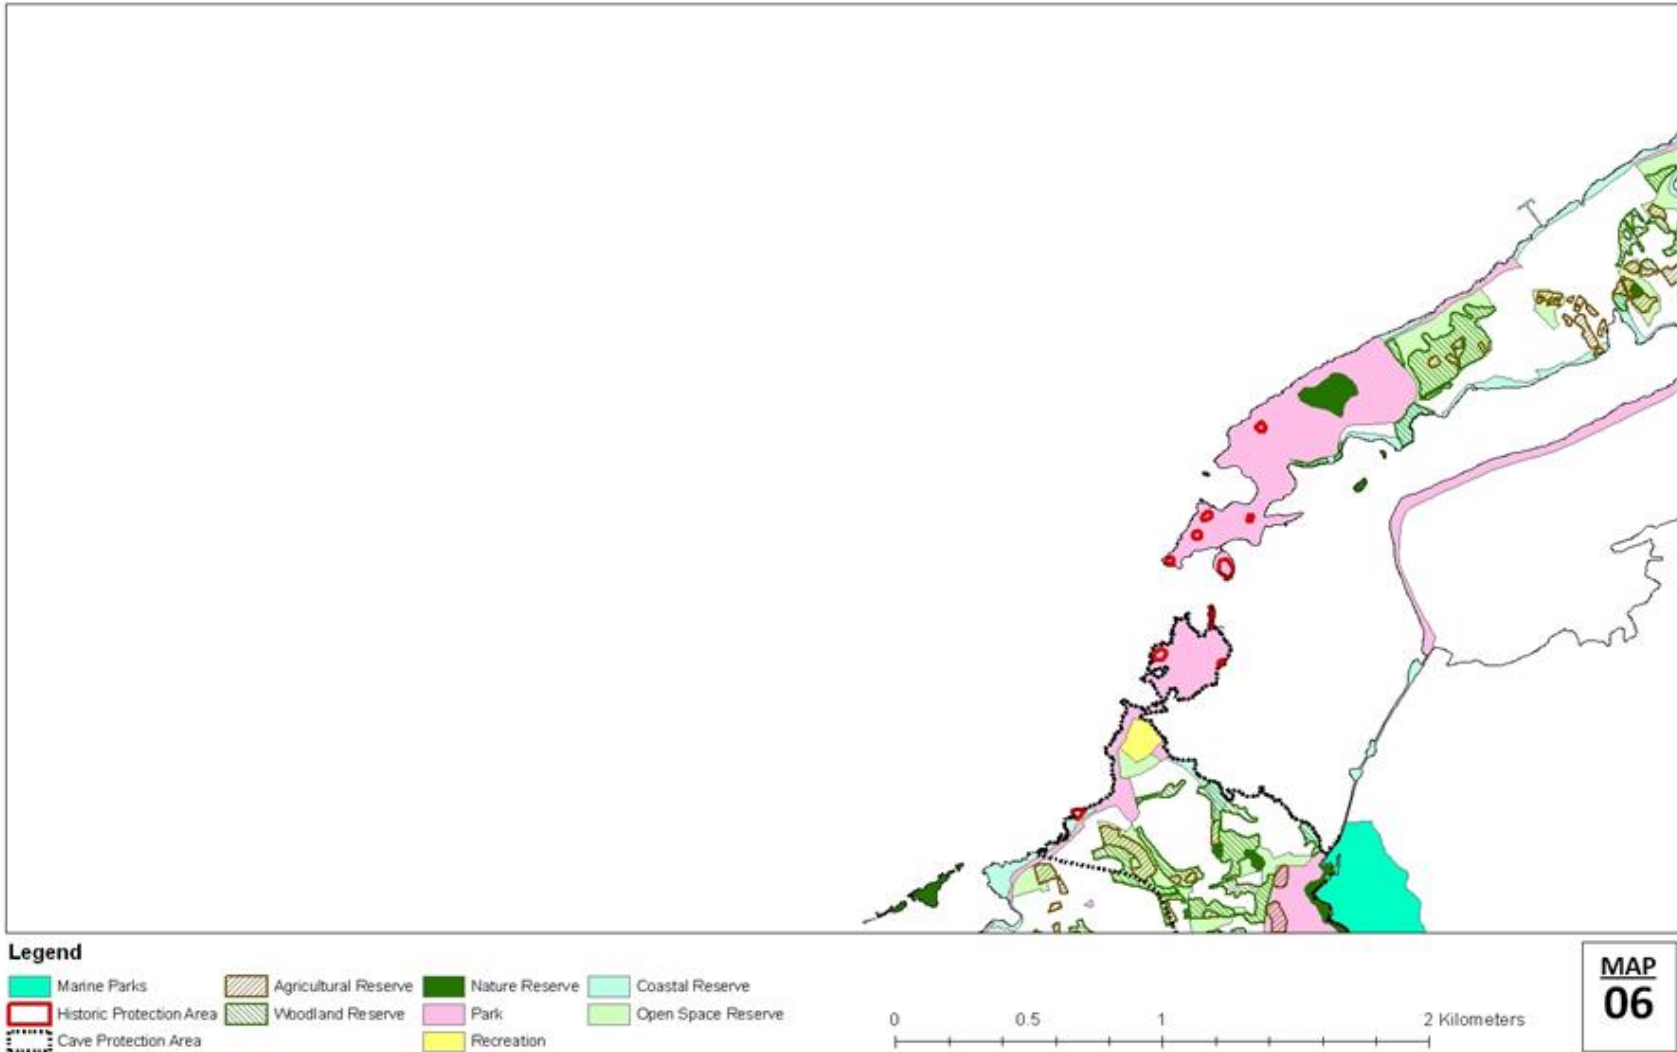 Legend
Marine Parks
Agricultural Reserve
Nature Reserve
Coastal Reserve
Historic Protection Area
Woodland Reserve
Park
Open Space Reserve
Cave Protection Area
Recreation
0 0.5 1 2 Kilometers
MAP
06